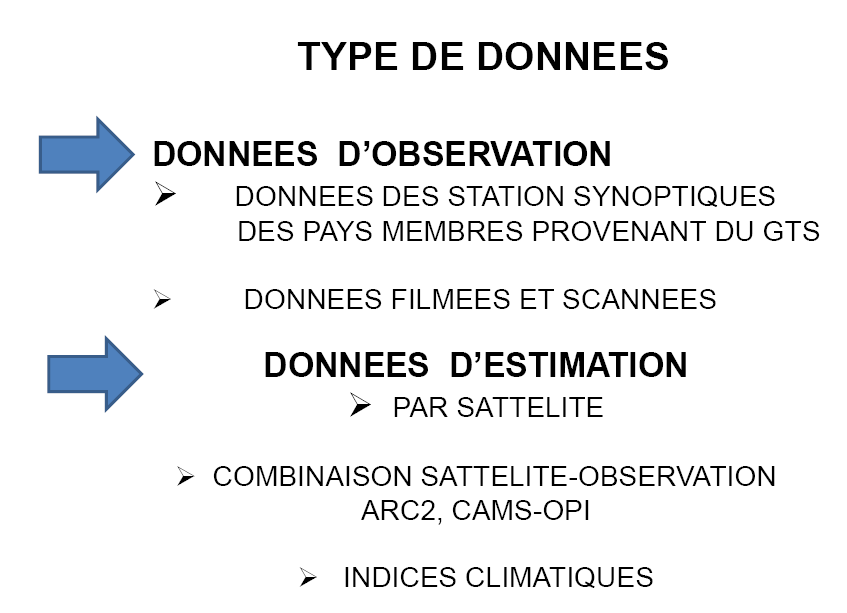 TYPE DE DONNEES
DONNEES D’OBSERVATION
DONNEES DES STATION SYNOPTIQUES
DES PAYS MEMBRES PROVENANT DU GTS
DONNEES FILMEES ET SCANNEES
DONNEES D’ESTIMATION
PAR SATTELITE
COMBINAISON SATTELITE-OBSERVATION
ARC2, CAMS-OPI
INDICES CLIMATIQUES